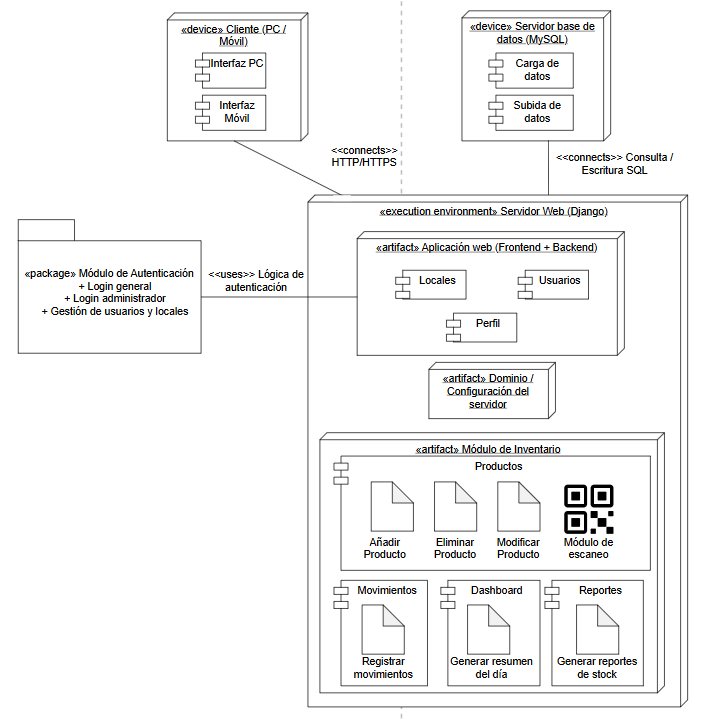 «device» Cliente (PC /
Móvil)
Interfaz PC
Interfaz
Móvil
«device» Servidor base de
datos (MySQL)
Carga de
datos
Subida de
datos
<<connects>>
HTTP/HTTPS
<<connects>> Consulta /
Escritura SQL
«execution environment» Servidor Web (Django)
«artifact» Aplicación web (Frontend + Backend)
Locales
Usuarios
Perfil
«package» Módulo de Autenticación
+ Login general
+ Login administrador
+ Gestión de usuarios y locales
<<uses>> Lógica de
autenticación
«artifact» Dominio /
Configuración del
servidor
«artifact» Módulo de Inventario
Productos
Añadir
Producto
Eliminar
Producto
Modificar
Producto
Módulo de
escaneo
Movimientos
Registrar
movimientos
Dashboard
Generar resumen
del día
Reportes
Generar reportes
de stock